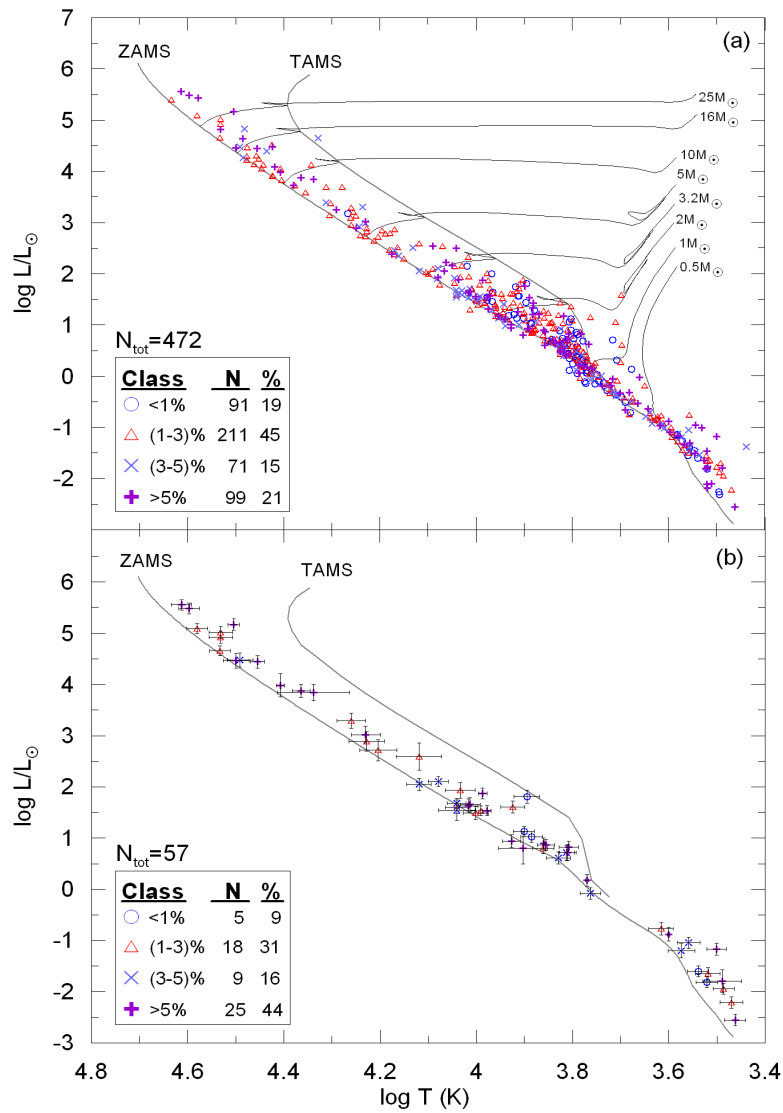 7
6
5
4
3
2
1
0
-1
-2
log L/L☉
(a)
ZAMS
TAMS
25M☉
16M☉
10M☉
5M☉
3.2M☉
2M☉
1M☉
0.5M☉
Ntot=472
Class N %
<1% 91 19
(1-3)% 211 45
(3-5)% 71 15
>5% 99 21
6
5
4
3
2
1
0
-1
-2
-3
log L/L☉
(b)
ZAMS
TAMS
Ntot=57
Class N %
<1% 5 9
(1-3)% 18 31
(3-5)% 9 16
>5% 25 44
4.8 4.6 4.4 4.2 4 3.8 3.6 3.4
log T (K)